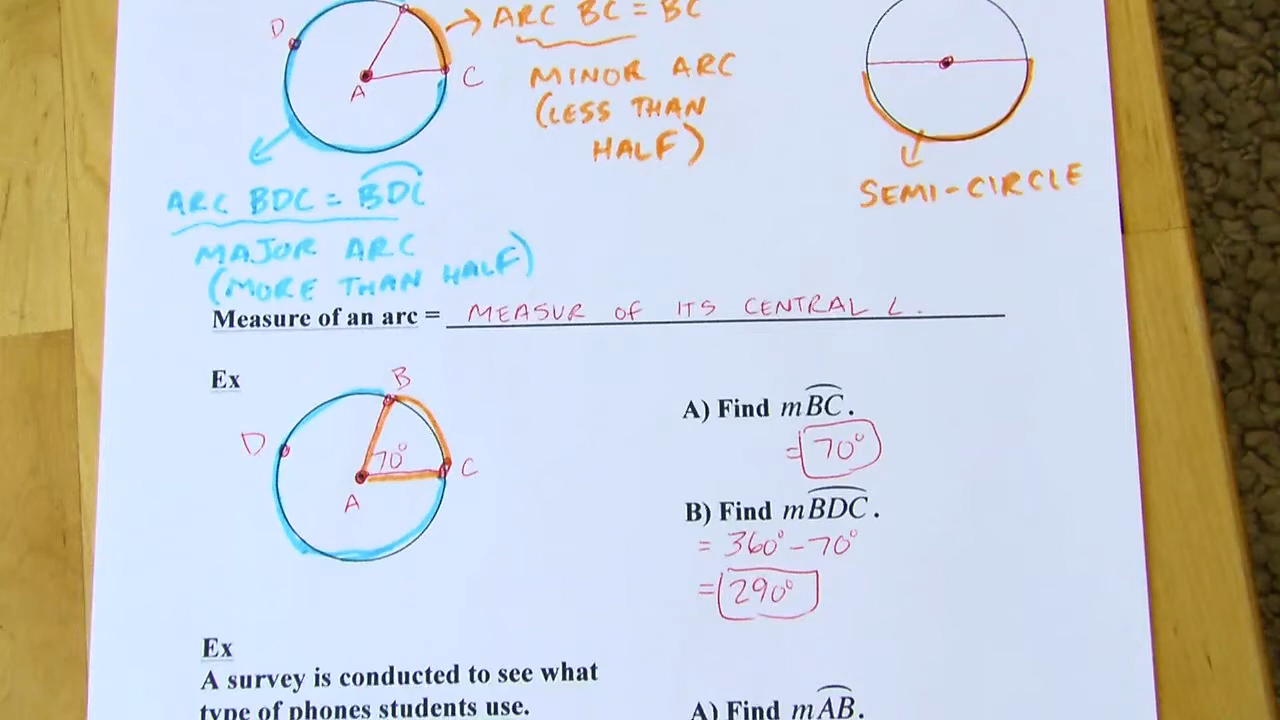 D
A
C
ARC BC = BC
MINOR ARC
(LESS THAN
HALF)
SEMI-CIRCLE
ARC BDC = BDC
MAJOR ARC
(MORE THAN HALF)
Measure of an arc = MEASUR OF ITS CENTRAL ∠.
Ex
B
D
70°
C
A
A) Find mBC.
= 70°
B) Find mBDC.
= 360° - 70°
= 290°
Ex
A survey is conducted to see what
type of phones students use.
A) Find mAB.